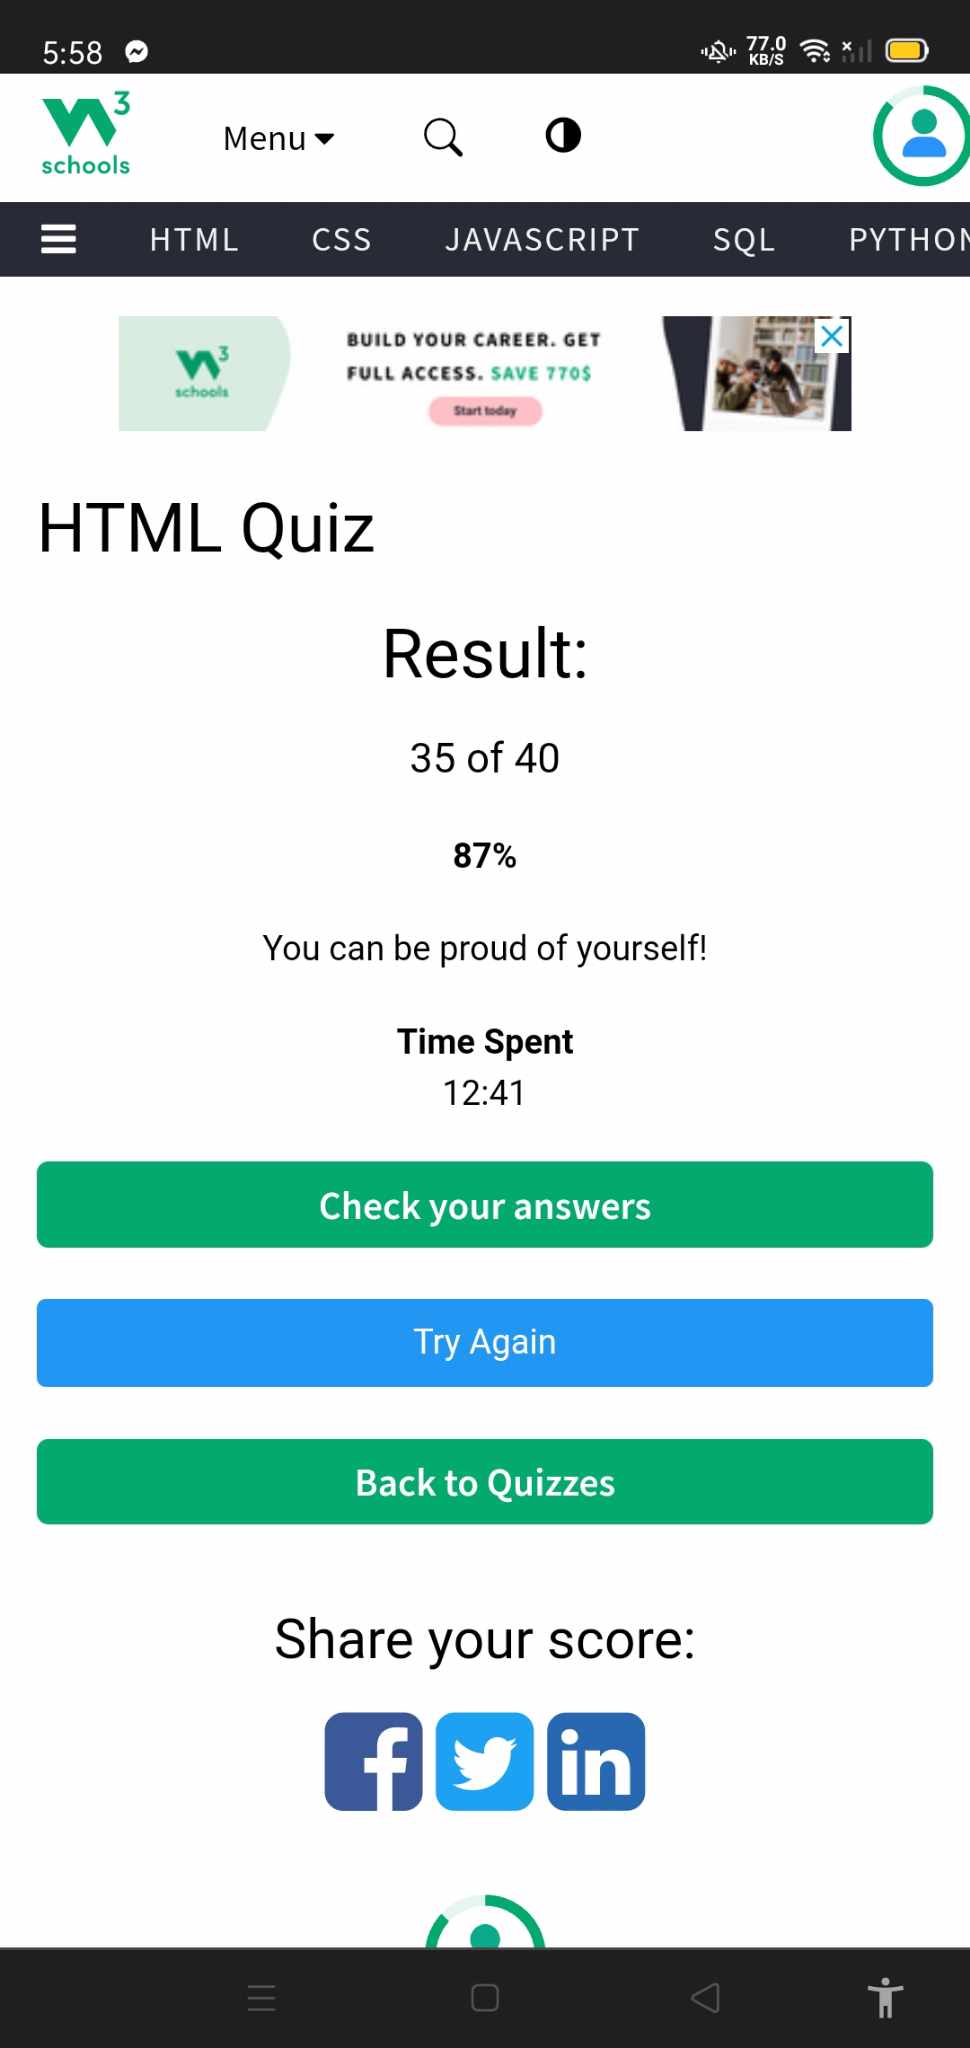 5:58 77.0 KB/S
W3 schools Menu
HTML CSS JAVASCRIPT SQL PYTHON
W3 schools
BUILD YOUR CAREER. GET
FULL ACCESS. SAVE 770$
Start today
HTML Quiz
Result:
35 of 40
87%
You can be proud of yourself!
Time Spent
12:41
Check your answers
Try Again
Back to Quizzes
Share your score:
f in